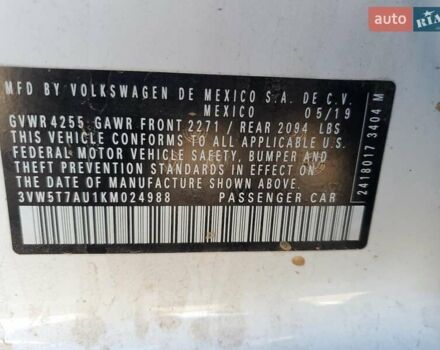 auto RIA
MFD BY VOLKSWAGEN DE MEXICO S.A. DE C.V.
MEXICO 05/19
GVWR 4255 GAWR FRONT 2271 / REAR 2094 LBS
THIS VEHICLE CONFORMS TO ALL APPLICABLE U.S.
FEDERAL MOTOR VEHICLE SAFETY, BUMPER AND
THEFT PREVENTION STANDARDS IN EFFECT ON THE
DATE OF MANUFACTURE SHOWN ABOVE
3VW5T7AU1KM024988 PASSENGER CAR
2418017 3404 M